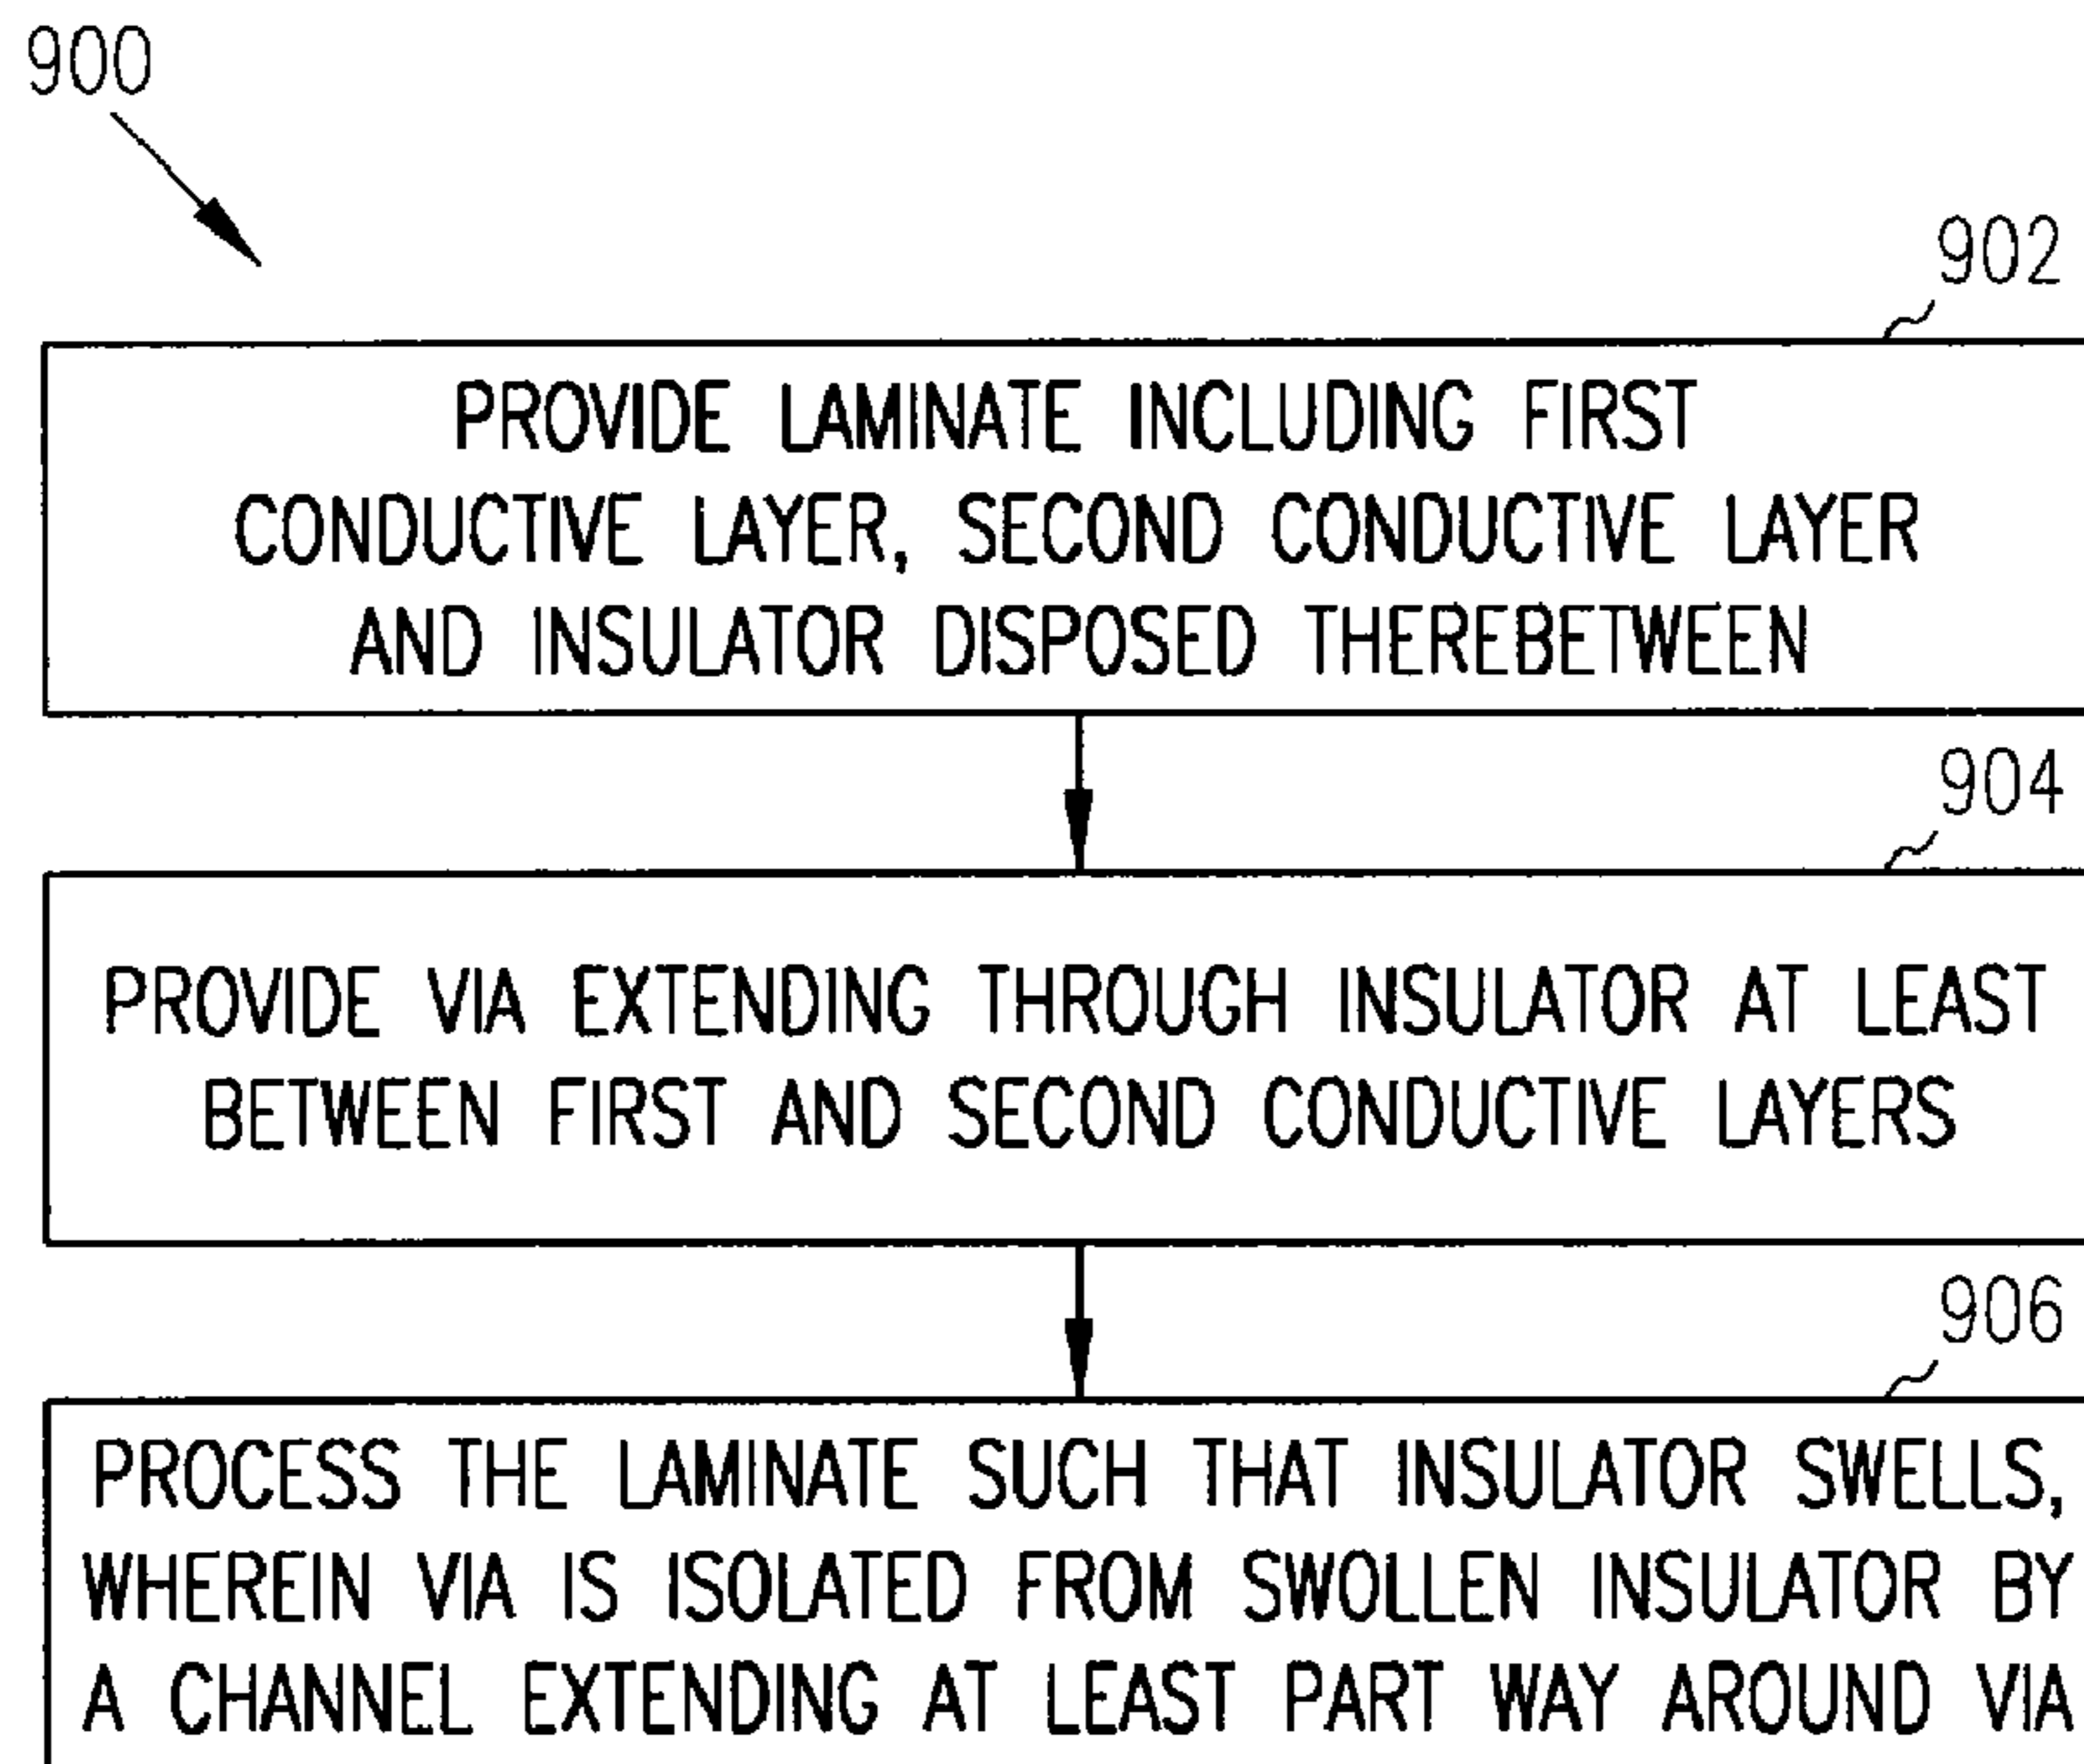 900
902
PROVIDE LAMINATE INCLUDING FIRST
CONDUCTIVE LAYER, SECOND CONDUCTIVE LAYER
AND INSULATOR DISPOSED THEREBETWEEN
904
PROVIDE VIA EXTENDING THROUGH INSULATOR AT LEAST
BETWEEN FIRST AND SECOND CONDUCTIVE LAYERS
906
PROCESS THE LAMINATE SUCH THAT INSULATOR SWELLS,
WHEREIN VIA IS ISOLATED FROM SWOLLEN INSULATOR BY
A CHANNEL EXTENDING AT LEAST PART WAY AROUND VIA